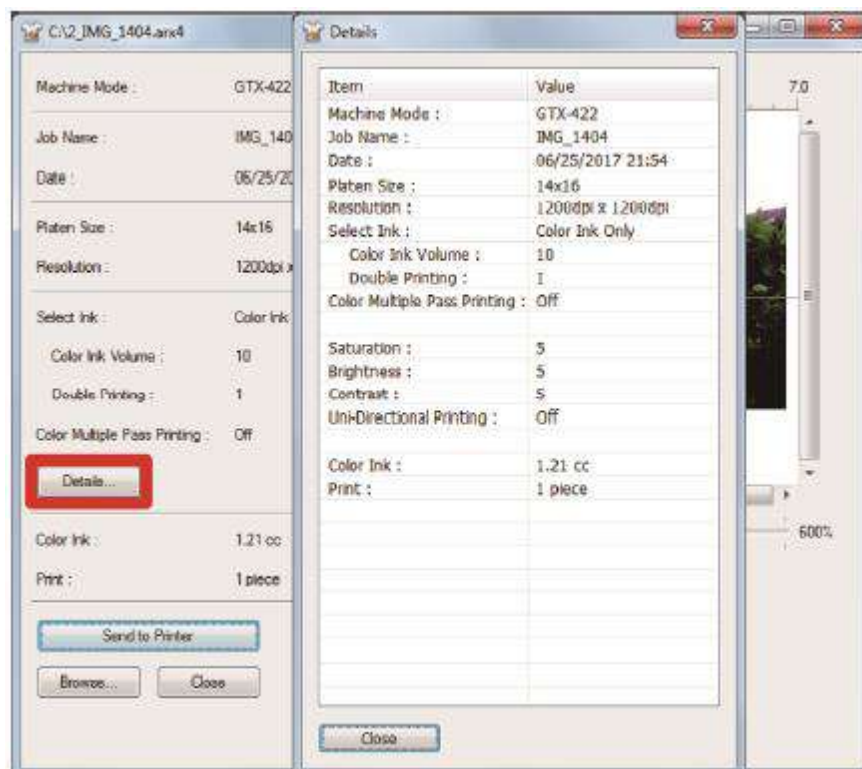 C:\2_IMG_1404.arx4
Machine Mode : GTX-422
Job Name : IMG_140
Date : 06/25/20
Platen Size : 14x16
Resolution : 1200dpi x
Select Ink : Color Ink
Color Ink Volume : 10
Double Printing : 1
Color Multiple Pass Printing : Off
Details...
Color Ink : 1.21 cc
Print : 1 piece
Send to Printer
Browse... Close
Details
Item Value
Machine Mode : GTX-422
Job Name : IMG_1404
Date : 06/25/2017 21:54
Platen Size : 14x16
Resolution : 1200dpi x 1200dpi
Select Ink : Color Ink Only
Color Ink Volume : 10
Double Printing : 1
Color Multiple Pass Printing : Off
Saturation : 5
Brightness : 5
Contrast : 5
Uni-Directional Printing : Off
Color Ink : 1.21 cc
Print : 1 piece
Close
7.0
600%